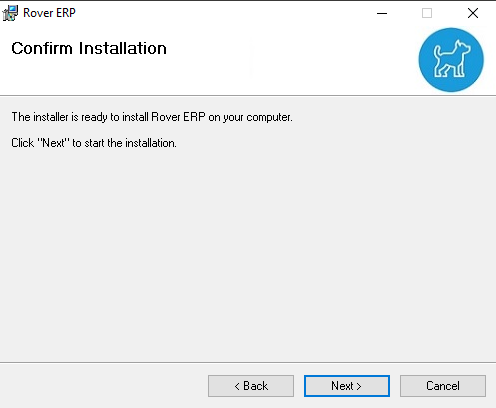 Rover ERP
Confirm Installation
The installer is ready to install Rover ERP on your computer.
Click "Next" to start the installation.
< Back
Next >
Cancel